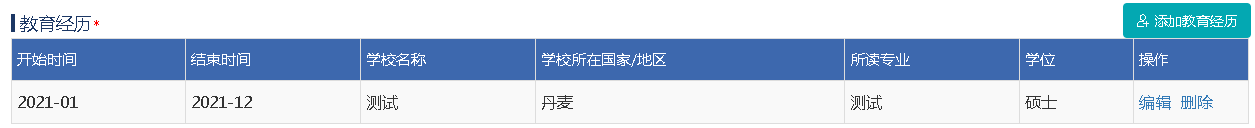 教育经历*
添加教育经历
开始时间 结束时间 学校名称 学校所在国家/地区 所读专业 学位 操作
2021-01 2021-12 测试 丹麦 测试 硕士 编辑 删除